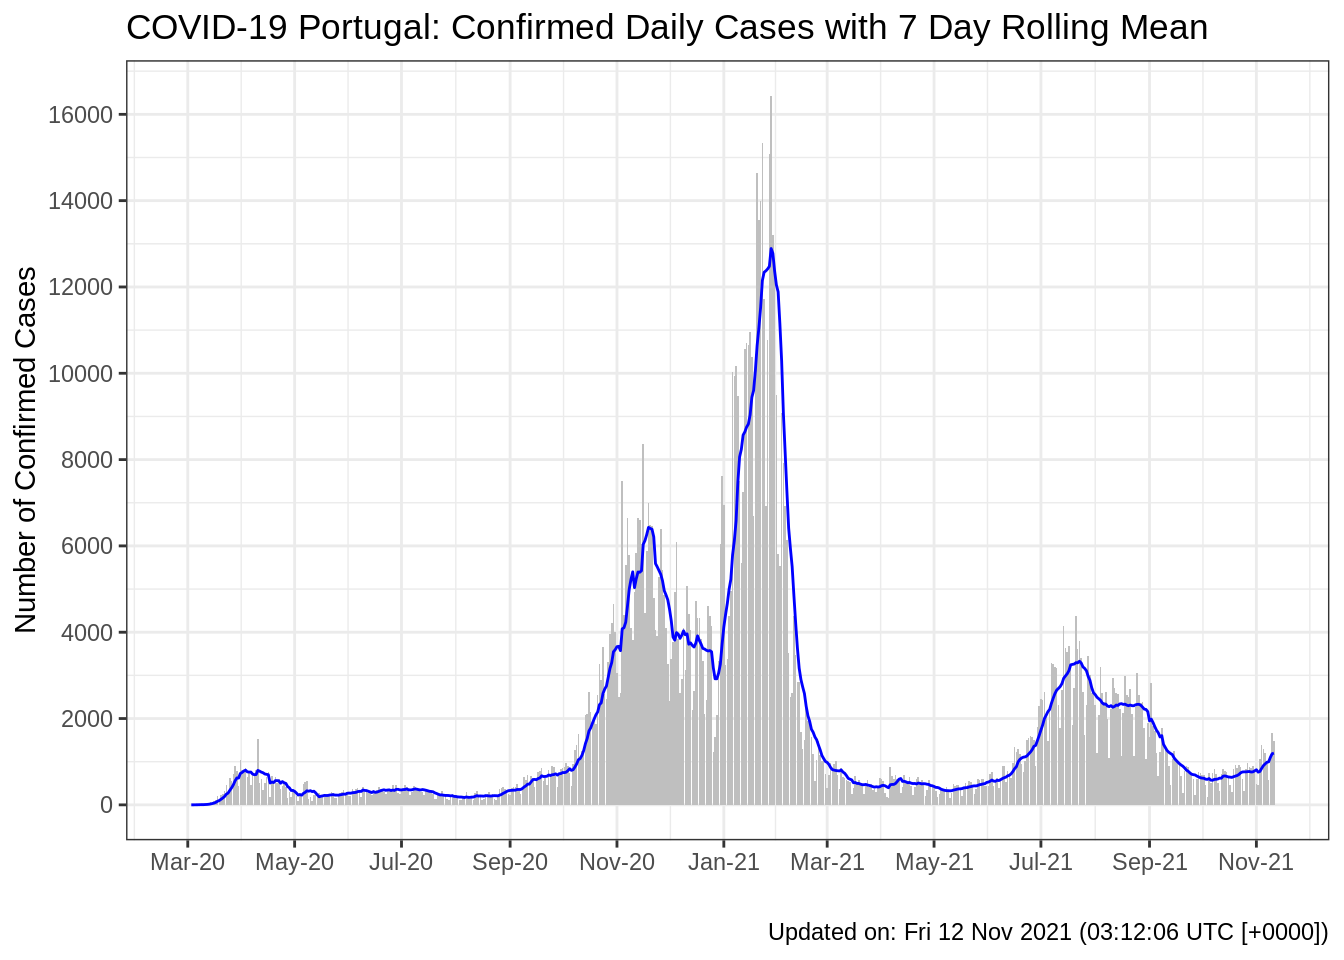 COVID-19 Portugal: Confirmed Daily Cases with 7 Day Rolling Mean
Number of Confirmed Cases
16000
14000
12000
10000
8000
6000
4000
2000
0
Mar-20 May-20 Jul-20 Sep-20 Nov-20 Jan-21 Mar-21 May-21 Jul-21 Sep-21 Nov-21
Updated on: Fri 12 Nov 2021 (03:12:06 UTC [+0000])